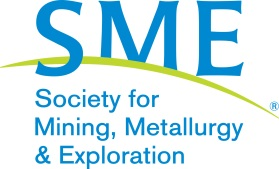 SME
®
Society for
Mining, Metallurgy
& Exploration